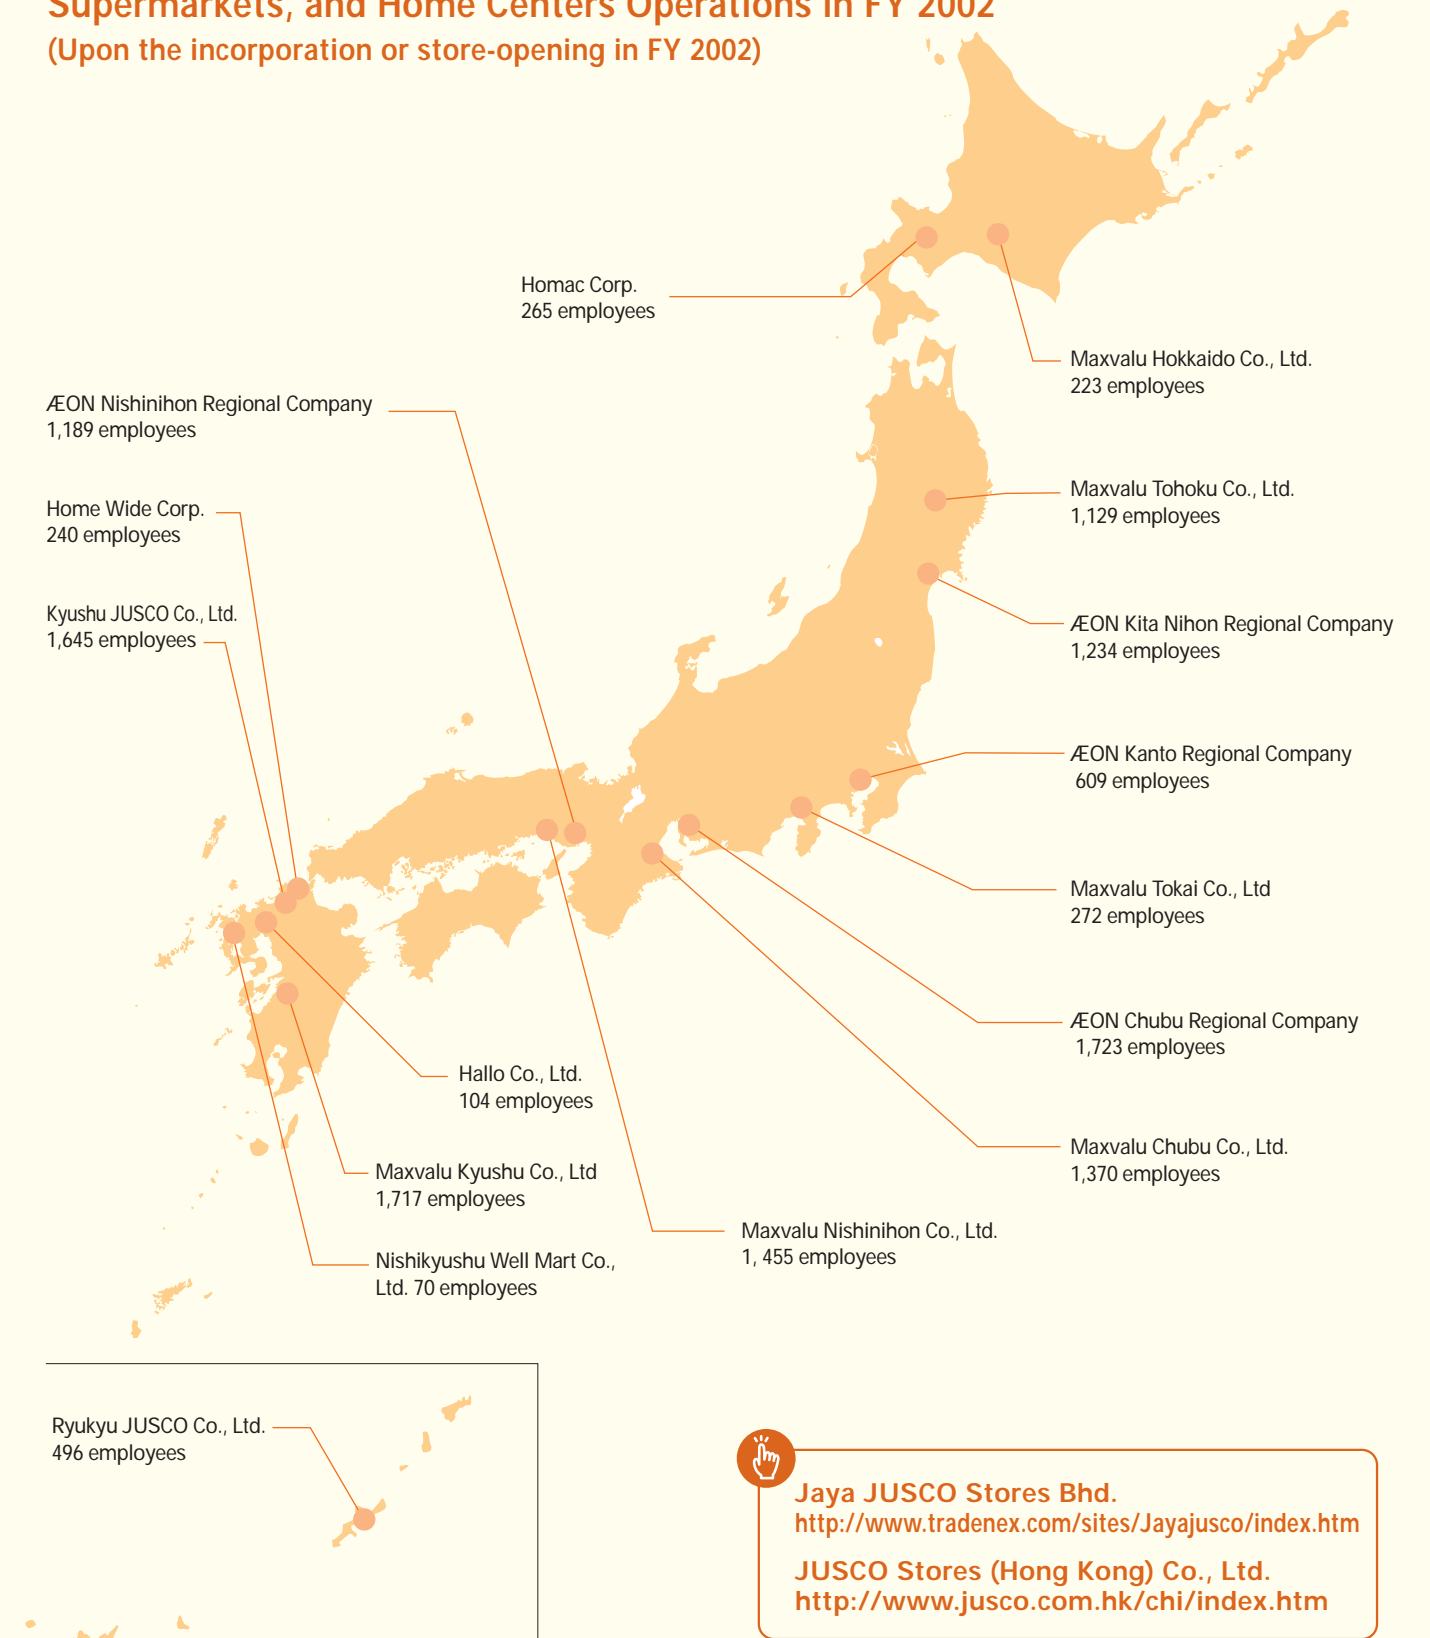 Supermarkets, and Home Centers Operations in FY 2002
(Upon the incorporation or store-opening in FY 2002)
Homac Corp.
265 employees
Maxvalu Hokkaido Co., Ltd.
223 employees
ÆON Nishinihon Regional Company
1,189 employees
Maxvalu Tohoku Co., Ltd.
1,129 employees
Home Wide Corp.
240 employees
Kyushu JUSCO Co., Ltd.
1,645 employees
ÆON Kita Nihon Regional Company
1,234 employees
ÆON Kanto Regional Company
609 employees
Maxvalu Tokai Co., Ltd
272 employees
ÆON Chubu Regional Company
1,723 employees
Hallo Co., Ltd.
104 employees
Maxvalu Chubu Co., Ltd.
1,370 employees
Maxvalu Kyushu Co., Ltd
1,717 employees
Maxvalu Nishinihon Co., Ltd.
1, 455 employees
Nishikyushu Well Mart Co.,
Ltd. 70 employees
Ryukyu JUSCO Co., Ltd.
496 employees
Jaya JUSCO Stores Bhd.
http://www.tradenex.com/sites/Jayajusco/index.htm
JUSCO Stores (Hong Kong) Co., Ltd.
http://www.jusco.com.hk/chi/index.htm